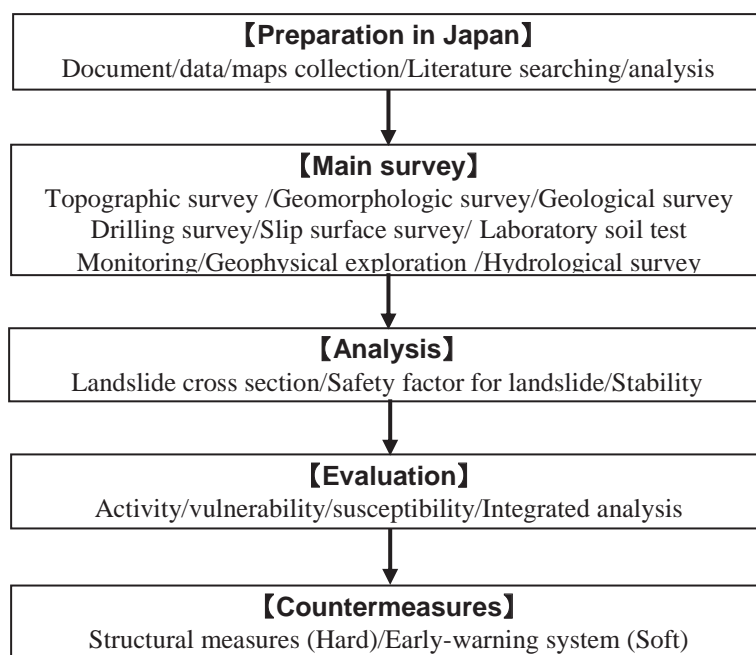 【Preparation in Japan】
Document/data/maps collection/Literature searching/analysis
【Main survey】
Topographic survey /Geomorphologic survey/Geological survey
Drilling survey/Slip surface survey/ Laboratory soil test
Monitoring/Geophysical exploration /Hydrological survey
【Analysis】
Landslide cross section/Safety factor for landslide/Stability
【Evaluation】
Activity/vulnerability/susceptibility/Integrated analysis
【Countermeasures】
Structural measures (Hard)/Early-warning system (Soft)